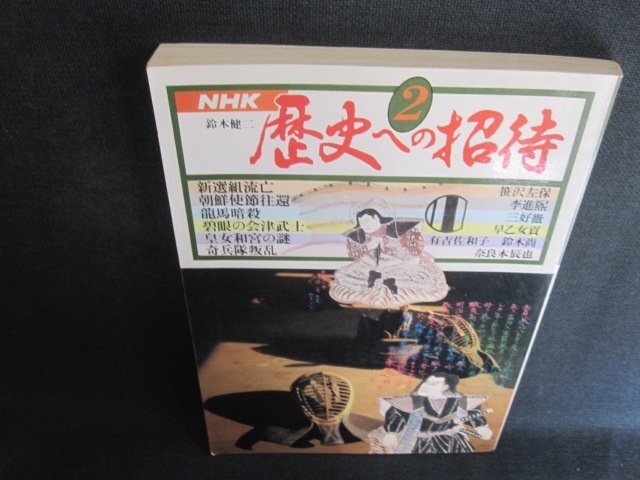 NHK
2
鈴木健二
歴史への招待
新選組流亡 笹沢左保
朝鮮使節往還 李進熙
龍馬暗殺 三好徹
碧眼の会津武士 早乙女貢
皇女和宮の謎 有吉佐和子 鈴木尚
奇兵隊叛乱 奈良本辰也